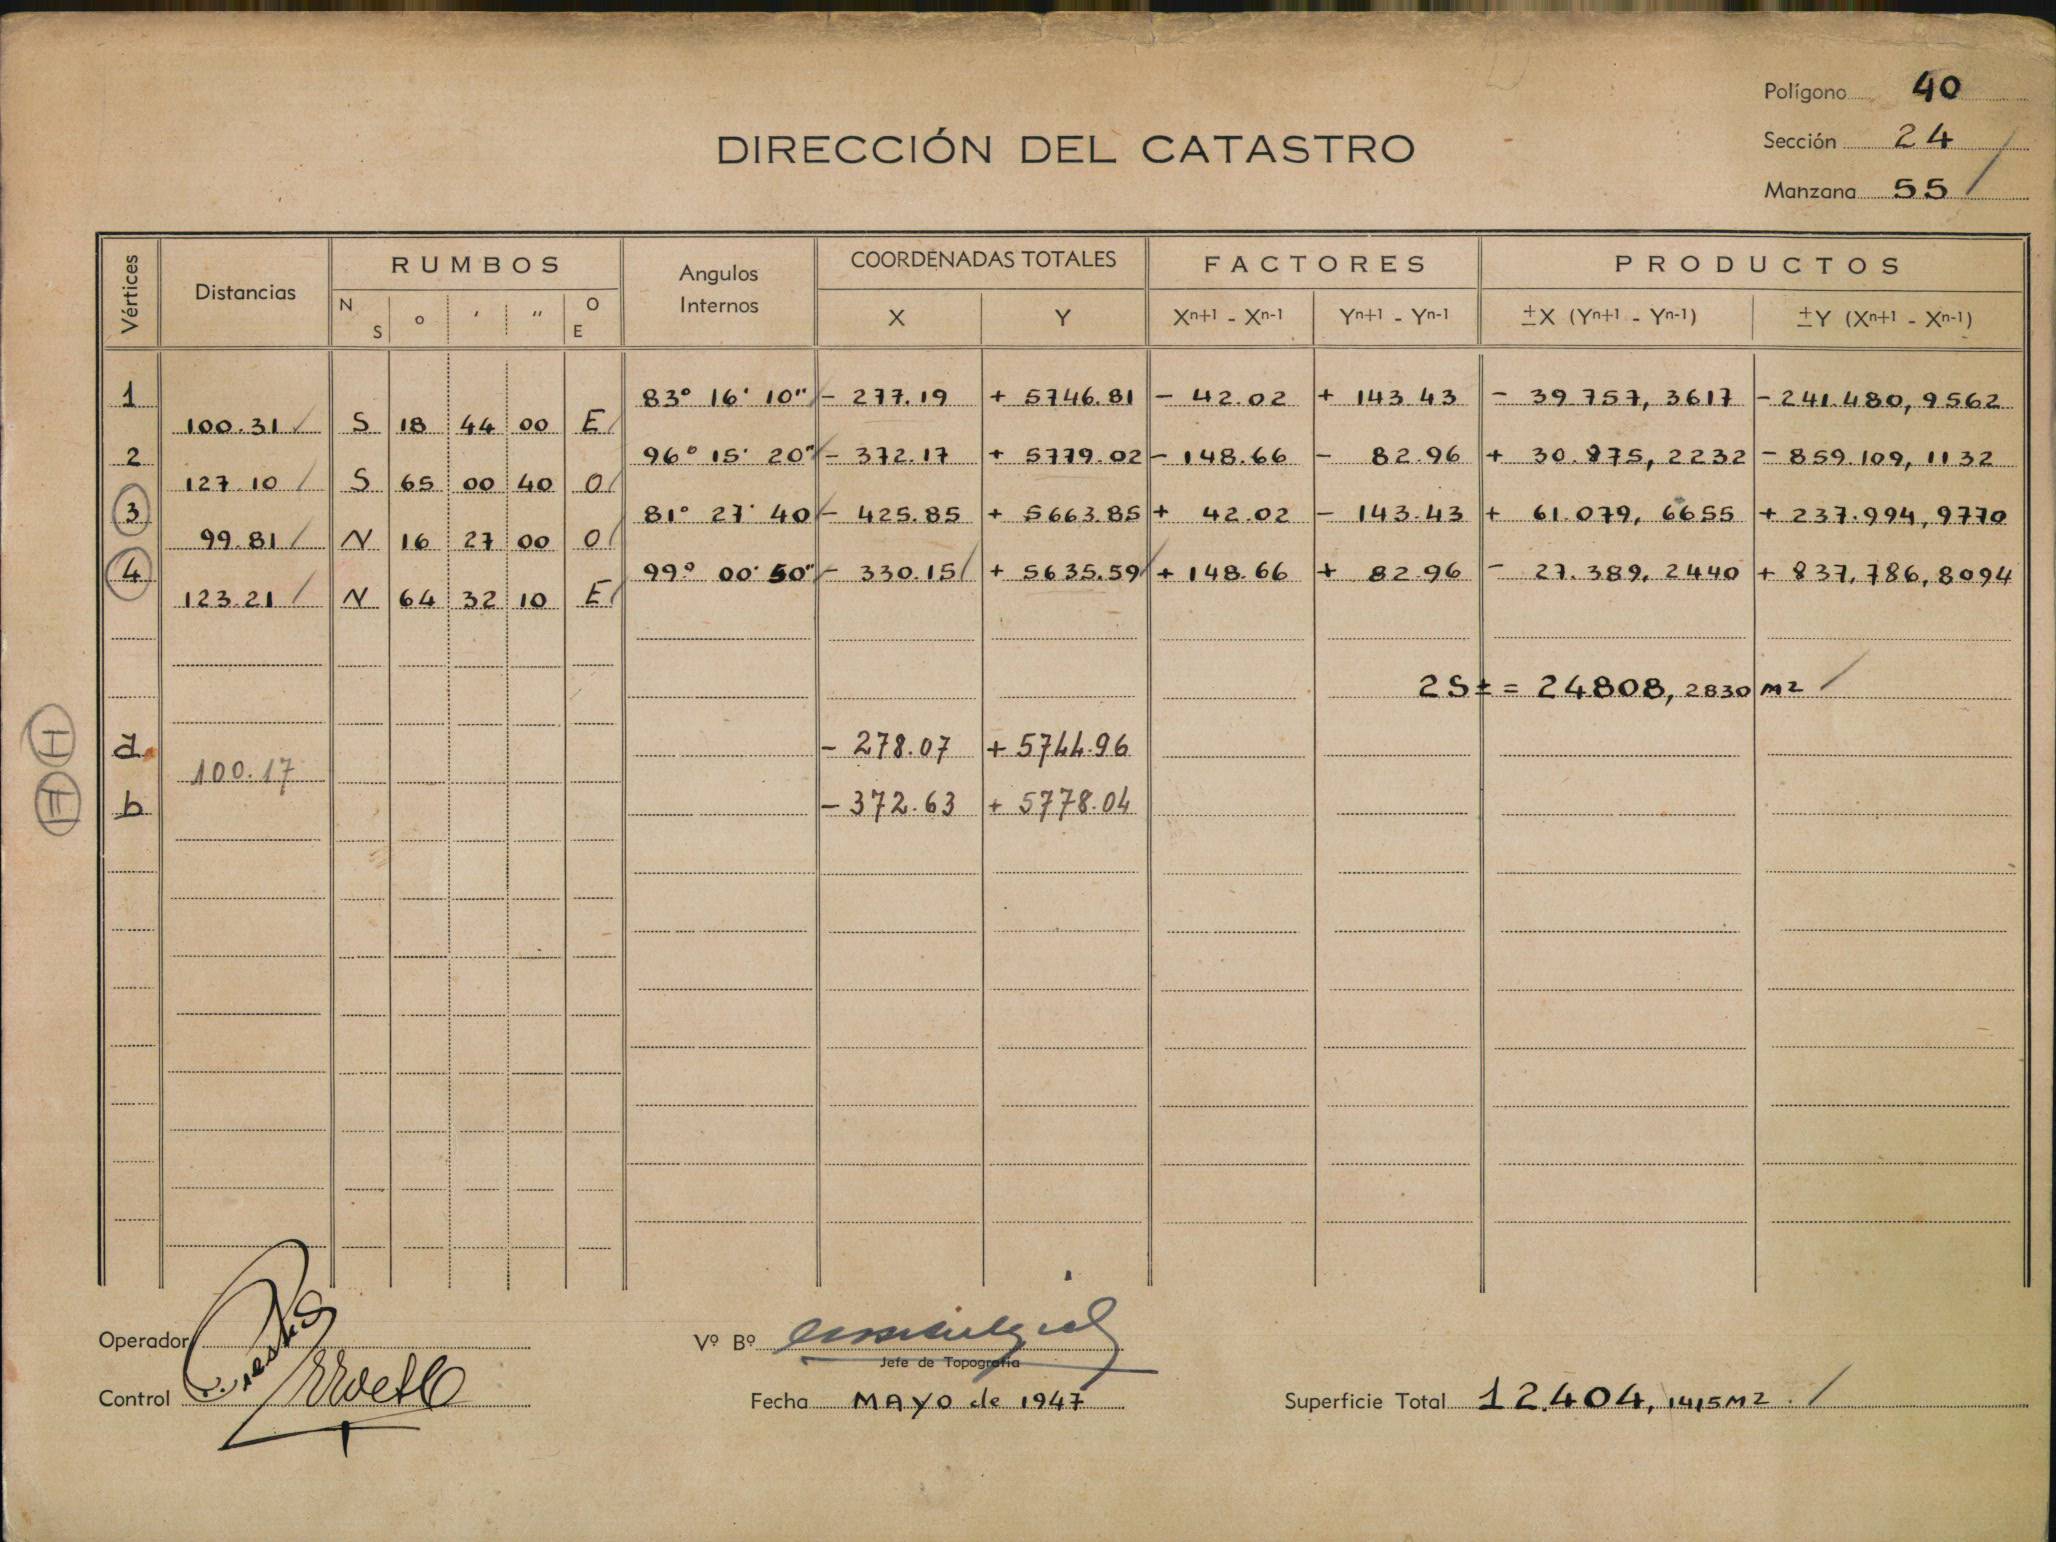 Polígono 40
DIRECCIÓN DEL CATASTRO
Sección 24
Manzana 55
Vértices Distancias RUMBOS Angulos Internos COORDENADAS TOTALES FACTORES PRODUCTOS
N S o ' '' O E X Y Xn+1 - Xn-1 Yn+1 - Yn-1 ±X (Yn+1 - Yn-1) ±Y (Xn+1 - Xn-1)
1 83° 16' 10" - 277.19 + 5746.81 - 42.02 + 143.43 - 39 757, 3617 - 241.480, 9562
100.31 S 18 44 00 E
2 96° 15' 20" - 372.17 + 5779.02 - 148.66 - 82.96 + 30.875, 2232 - 859.109, 1132
127.10 S 65 00 40 O
3 81° 27' 40 - 425.85 + 5663.85 + 42.02 - 143.43 + 61.079, 6655 + 237.994, 9770
99.81 N 16 27 00 O
4 99° 00' 50" - 330.15 + 5635.59 + 148.66 + 82.96 - 27.389, 2440 + 837,786, 8094
123.21 N 64 32 10 E
2S± = 24808, 2830 m2
a - 278.07 + 5744.96
100.17
b - 372.63 + 5778.04
I
II
Operador
Vº Bº
Jefe de Topografía
Control
Fecha MAYO de 1947
Superficie Total 12.404, 1415 M2.